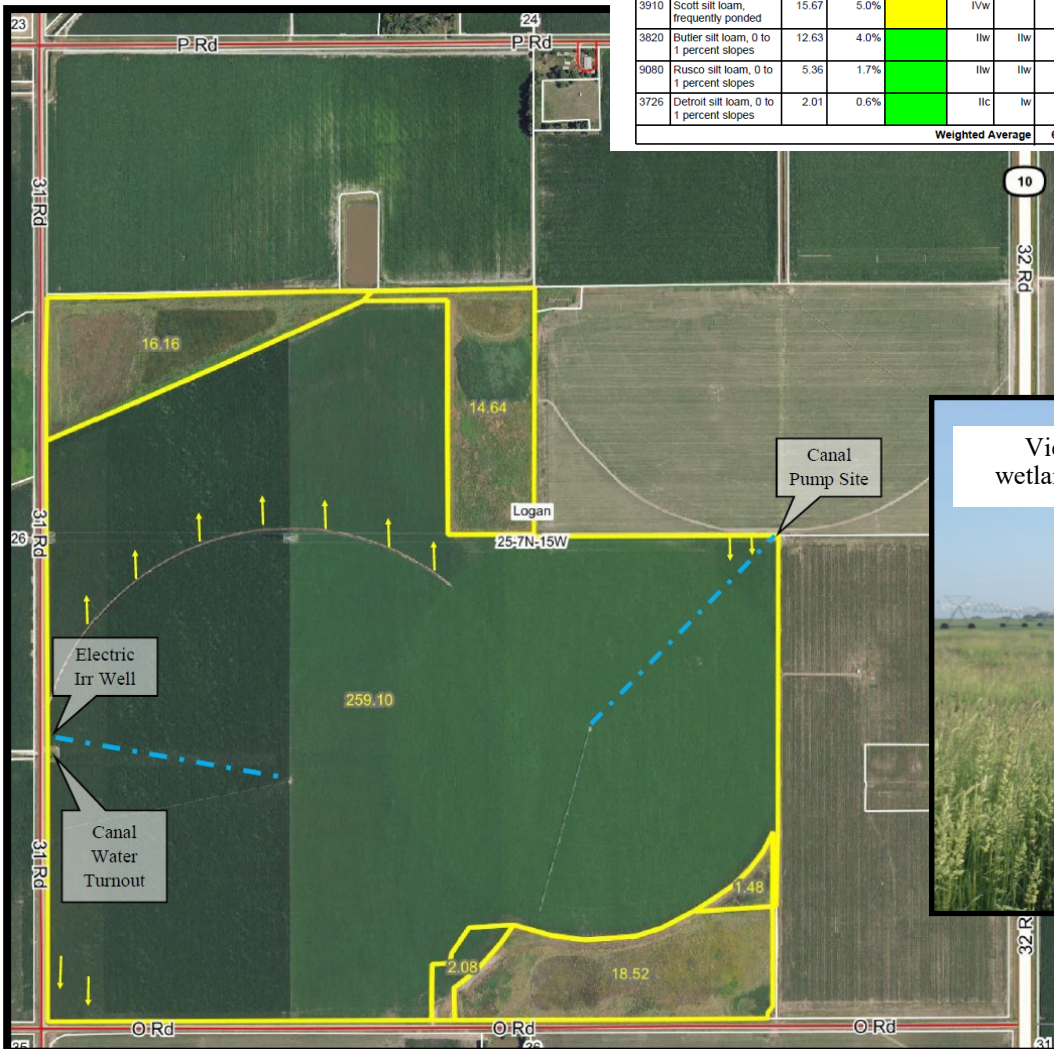 3910 Scott silt loam, frequently ponded 15.67 5.0% IVw
3820 Butler silt loam, 0 to 1 percent slopes 12.63 4.0% IIw IIw
9080 Rusco silt loam, 0 to 1 percent slopes 5.36 1.7% IIw IIw
3726 Detroit silt loam, 0 to 1 percent slopes 2.01 0.6% IIc Iw
Weighted Average
23
24
P Rd
P Rd
31 Rd
10
32 Rd
16.16
14.64
Canal
Pump Site
Logan
26
31 Rd
25-7N-15W
Electric
Irr Well
259.10
Canal
Water
Turnout
31 Rd
1.48
2.08
18.52
32 R
O Rd
O Rd
O Rd
35
36
31
Vi
wetla